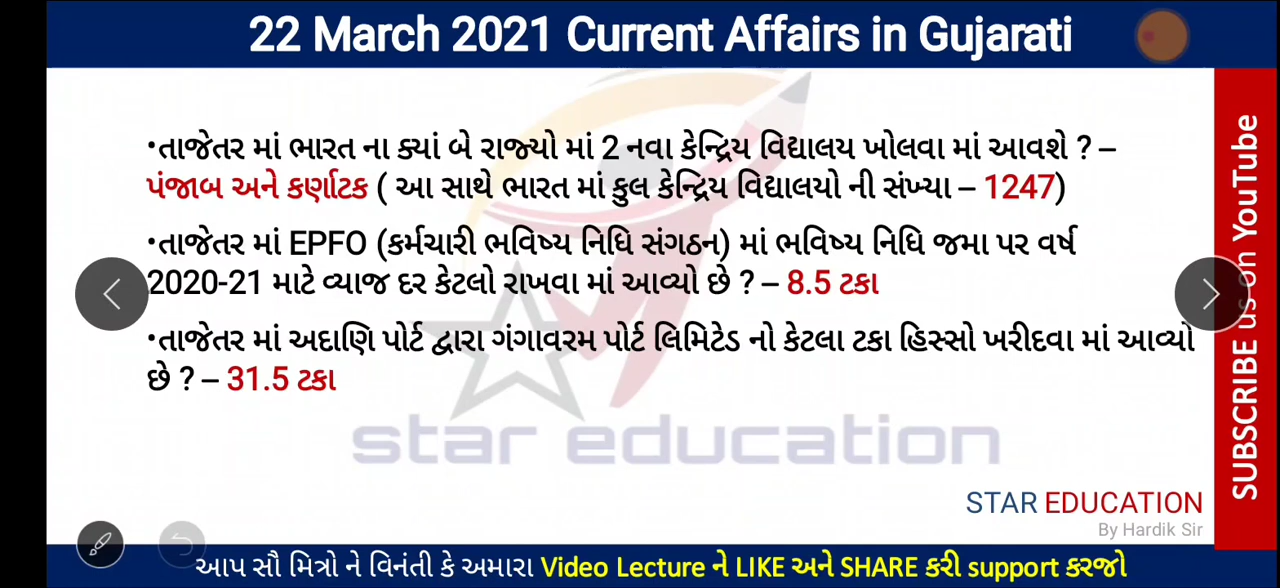 22 March 2021 Current Affairs in Gujarati
•તાજેતર માં ભારત ના ક્યાં બે રાજ્યો માં 2 નવા કેન્દ્રિય વિદ્યાલય ખોલવા માં આવશે ? –
પંજાબ અને કર્ણાટક ( આ સાથે ભારત માં કુલ કેન્દ્રિય વિદ્યાલયો ની સંખ્યા – 1247)
•તાજેતર માં EPFO (કર્મચારી ભવિષ્ય નિધિ સંગઠન) માં ભવિષ્ય નિધિ જમા પર વર્ષ
2020-21 માટે વ્યાજ દર કેટલો રાખવા માં આવ્યો છે ? – 8.5 ટકા
•તાજેતર માં અદાણિ પોર્ટ દ્વારા ગંગાવરમ પોર્ટ લિમિટેડ નો કેટલા ટકા હિસ્સો ખરીદવા માં આવ્યો
છે ? – 31.5 ટકા
star education
STAR EDUCATION
By Hardik Sir
SUBSCRIBE us on YouTube
આપ સૌ મિત્રો ને વિનંતી કે અમારા Video Lecture ને LIKE અને SHARE કરી support કરજો